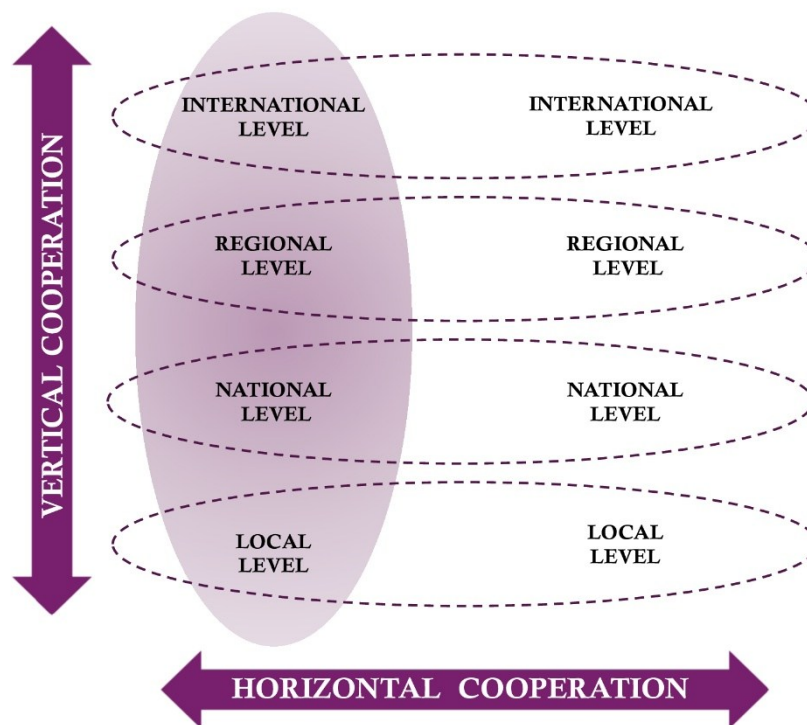 VERTICAL COOPERATION
INTERNATIONAL
LEVEL
INTERNATIONAL
LEVEL
REGIONAL
LEVEL
REGIONAL
LEVEL
NATIONAL
LEVEL
NATIONAL
LEVEL
LOCAL
LEVEL
LOCAL
LEVEL
HORIZONTAL COOPERATION